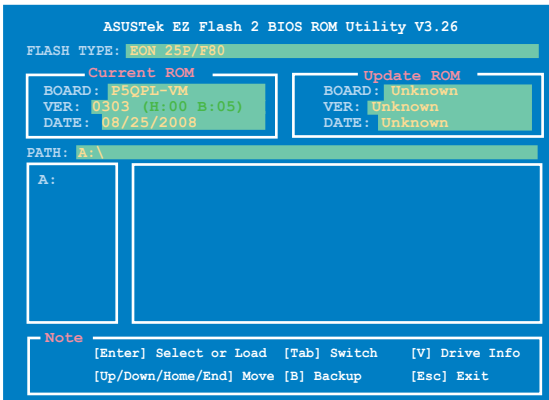 ASUSTek EZ Flash 2 BIOS ROM Utility V3.26
FLASH TYPE: EON 25P/F80
Current ROM
BOARD: P5QPL-VM
VER: 0303 (H:00 B:05)
DATE: 08/25/2008
Update ROM
BOARD: Unknown
VER: Unknown
DATE: Unknown
PATH: A:\
A:
Note
[Enter] Select or Load [Tab] Switch [V] Drive Info
[Up/Down/Home/End] Move [B] Backup [Esc] Exit